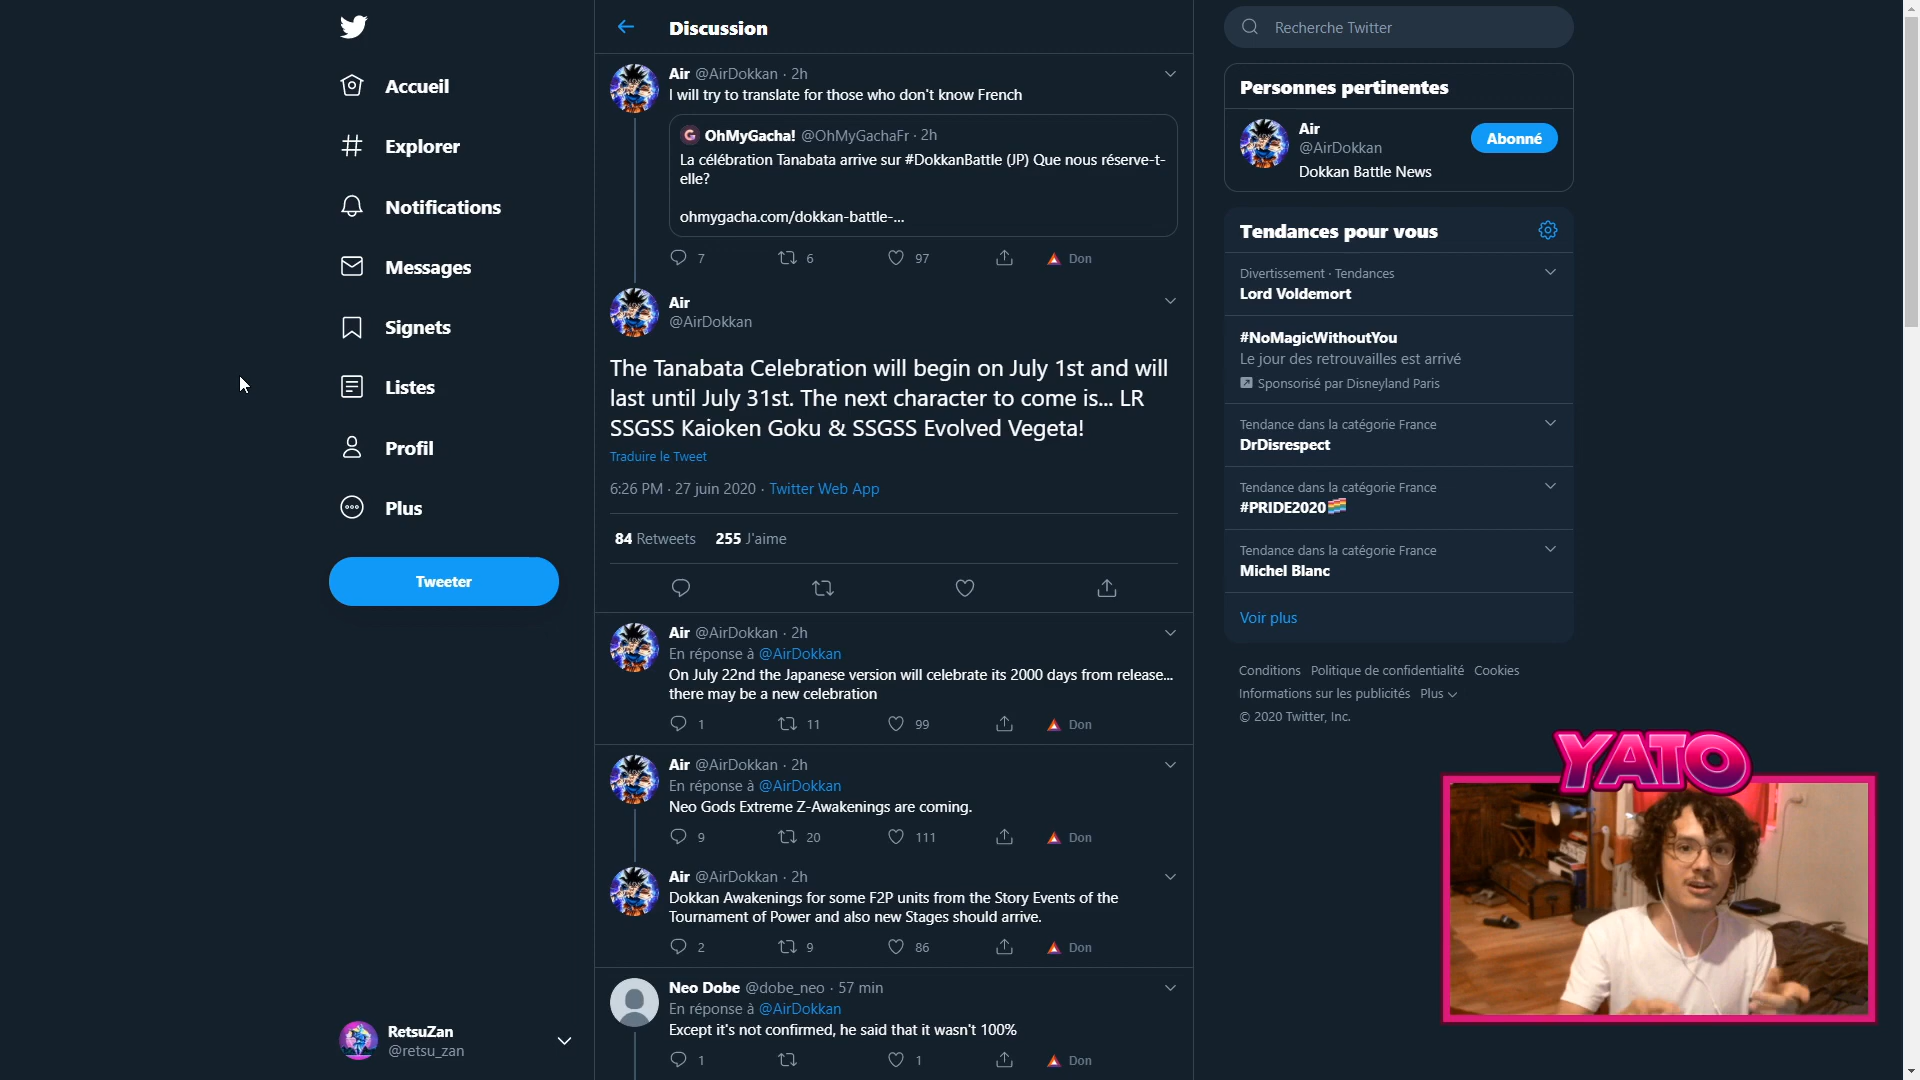 Accueil
Explorer
Notifications
Messages
Signets
Listes
Profil
Plus
Tweeter
RetsuZan
@retsu_zan
Discussion
Air @AirDokkan · 2h
I will try to translate for those who don't know French
G OhMyGacha! @OhMyGachaFr · 2h
La célébration Tanabata arrive sur #DokkanBattle (JP) Que nous réserve-t-
elle?
ohmygacha.com/dokkan-battle-...
7 6 97 Don
Air
@AirDokkan
The Tanabata Celebration will begin on July 1st and will
last until July 31st. The next character to come is... LR
SSGSS Kaioken Goku & SSGSS Evolved Vegeta!
Traduire le Tweet
6:26 PM · 27 juin 2020 · Twitter Web App
84 Retweets 255 J'aime
Air @AirDokkan · 2h
En réponse à @AirDokkan
On July 22nd the Japanese version will celebrate its 2000 days from release...
there may be a new celebration
1 11 99 Don
Air @AirDokkan · 2h
En réponse à @AirDokkan
Neo Gods Extreme Z-Awakenings are coming.
9 20 111 Don
Air @AirDokkan · 2h
Dokkan Awakenings for some F2P units from the Story Events of the
Tournament of Power and also new Stages should arrive.
2 9 86 Don
Neo Dobe @dobe_neo · 57 min
En réponse à @AirDokkan
Except it's not confirmed, he said that it wasn't 100%
1 1 Don
Recherche Twitter
Personnes pertinentes
Air
@AirDokkan
Abonné
Dokkan Battle News
Tendances pour vous
Divertissement · Tendances
Lord Voldemort
#NoMagicWithoutYou
Le jour des retrouvailles est arrivé
Sponsorisé par Disneyland Paris
Tendance dans la catégorie France
DrDisrespect
Tendance dans la catégorie France
#PRIDE2020
Tendance dans la catégorie France
Michel Blanc
Voir plus
Conditions Politique de confidentialité Cookies
Informations sur les publicités Plus
© 2020 Twitter, Inc.
YATO